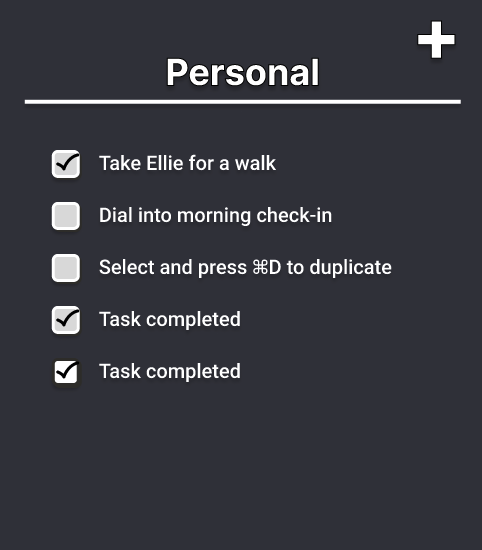 Personal
Take Ellie for a walk
Dial into morning check-in
Select and press ⌘D to duplicate
Task completed
Task completed